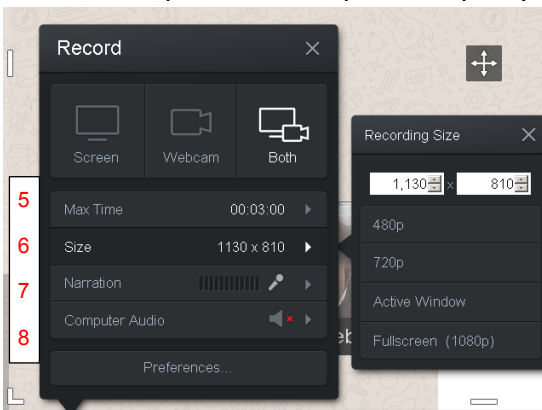 Record
Screen
Webcam
Both
5
Max Time
00:03:00
6
Size
1130 x 810
7
Narration
8
Computer Audio
Preferences...
Recording Size
1,130 x 810
480p
720p
Active Window
Fullscreen (1080p)